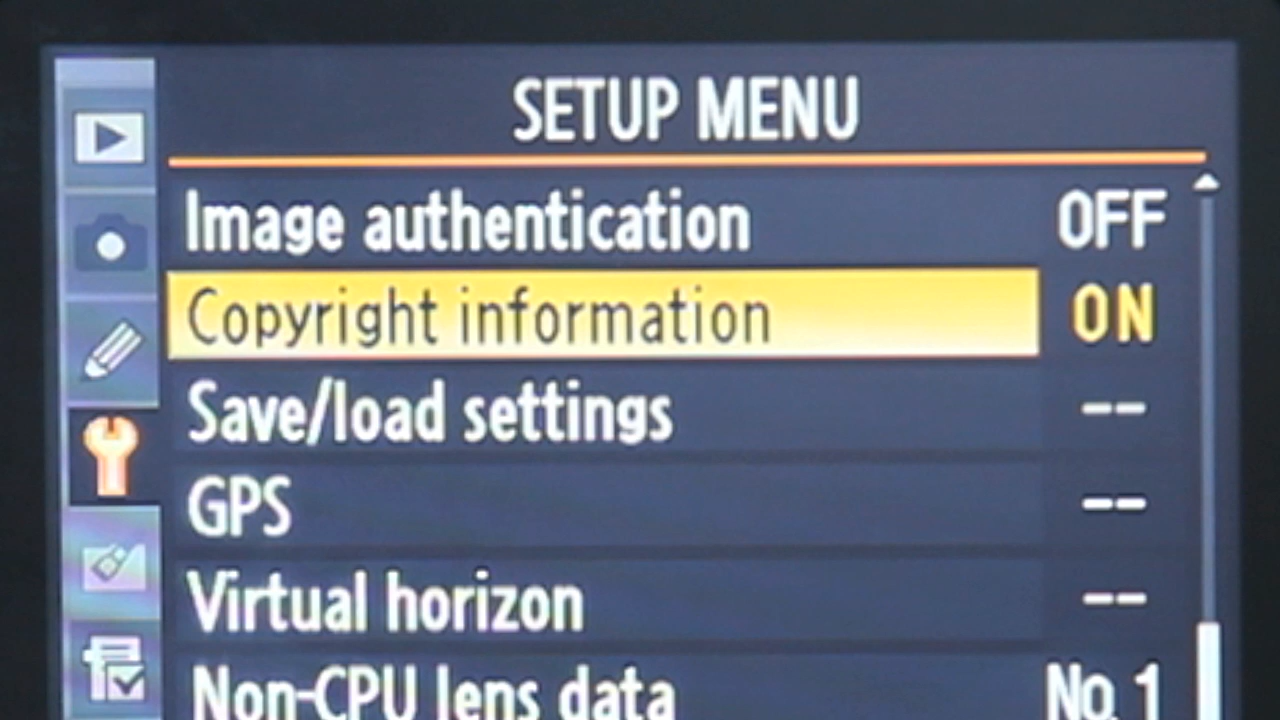 SETUP MENU
Image authentication OFF
Copyright information ON
Save/load settings --
GPS --
Virtual horizon --
Non-CPU lens data No. 1